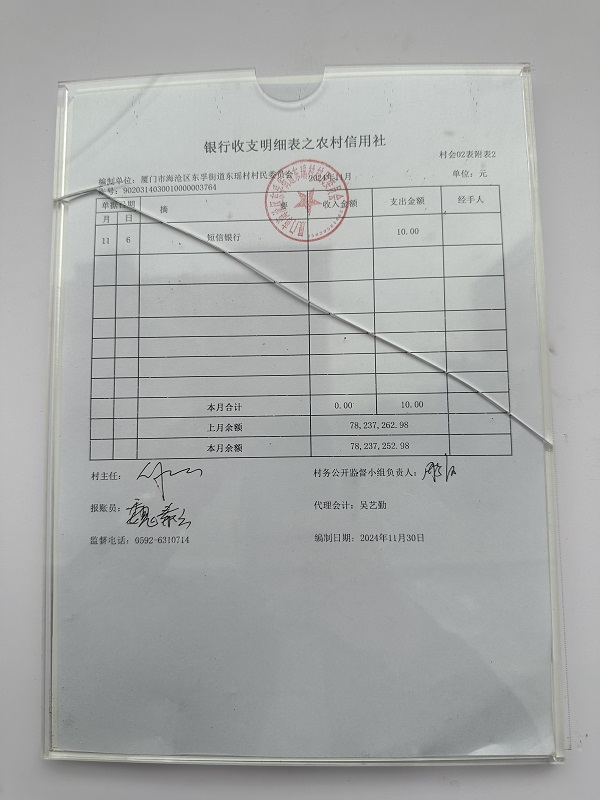 银行收支明细表之农村信用社
村会02表附表2
编制单位：厦门市海沧区东孚街道东瑶村村民委员会 2024年11月 单位：元
账号：9020314030010000003764
单据日期 摘 要 收入金额 支出金额 经手人
月 日
11 6 短信银行 10.00
本月合计 0.00 10.00
上月余额 78,237,262.98
本月余额 78,237,252.98
村主任： 村务公开监督小组负责人：
报账员： 代理会计：吴艺勤
监督电话：0592-6310714 编制日期：2024年11月30日